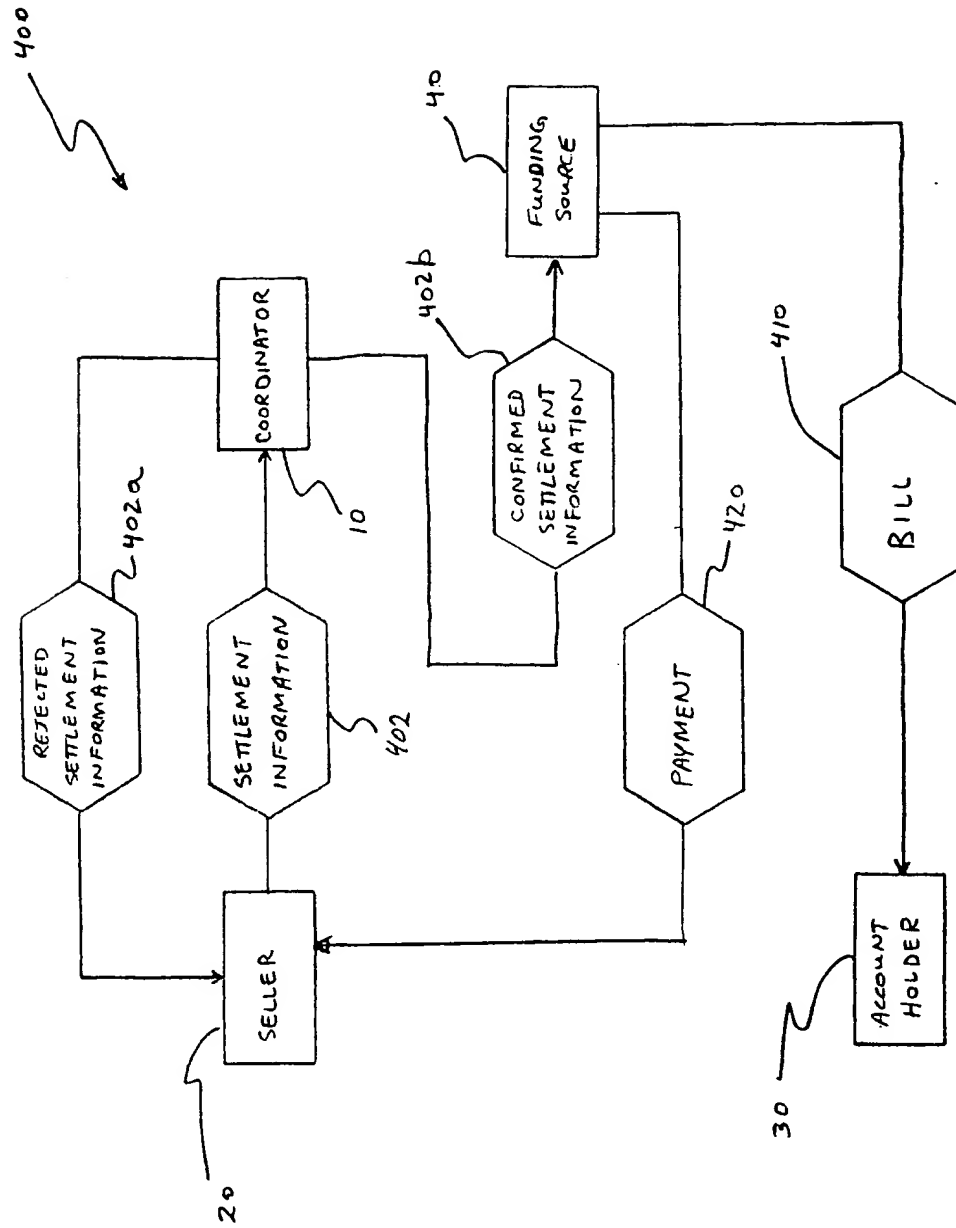 400
REJECTED
SETTLEMENT
INFORMATION
402a
SETTLEMENT
INFORMATION
402
COORDINATOR
10
SELLER
20
CONFIRMED
SETTLEMENT
INFORMATION
402b
FUNDING
SOURCE
40
PAYMENT
420
BILL
410
ACCOUNT
HOLDER
30